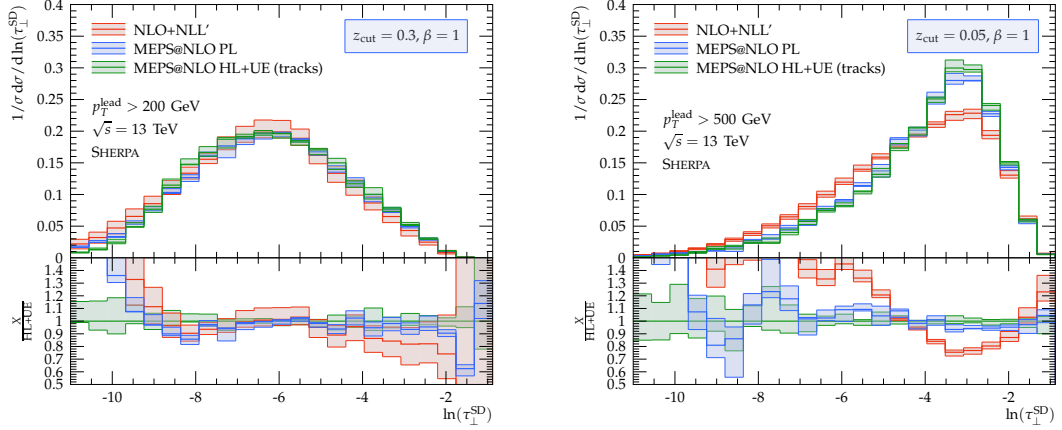 NLO+NLL′
MEPS@NLO PL
MEPS@NLO HL+UE (tracks)
z_cut = 0.3, β = 1
p_T^lead > 200 GeV
√s = 13 TeV
SHERPA
1/σ dσ/d ln(τ_⊥^SD)
0.4
0.35
0.3
0.25
0.2
0.15
0.1
0.05
0
X/HL+UE
1.4
1.3
1.2
1.1
1
0.9
0.8
0.7
0.6
0.5
-10 -8 -6 -4 -2
ln(τ_⊥^SD)
NLO+NLL′
MEPS@NLO PL
MEPS@NLO HL+UE (tracks)
z_cut = 0.05, β = 1
p_T^lead > 500 GeV
√s = 13 TeV
SHERPA
1/σ dσ/d ln(τ_⊥^SD)
0.4
0.35
0.3
0.25
0.2
0.15
0.1
0.05
0
X/HL+UE
1.4
1.3
1.2
1.1
1
0.9
0.8
0.7
0.6
0.5
-10 -8 -6 -4 -2
ln(τ_⊥^SD)